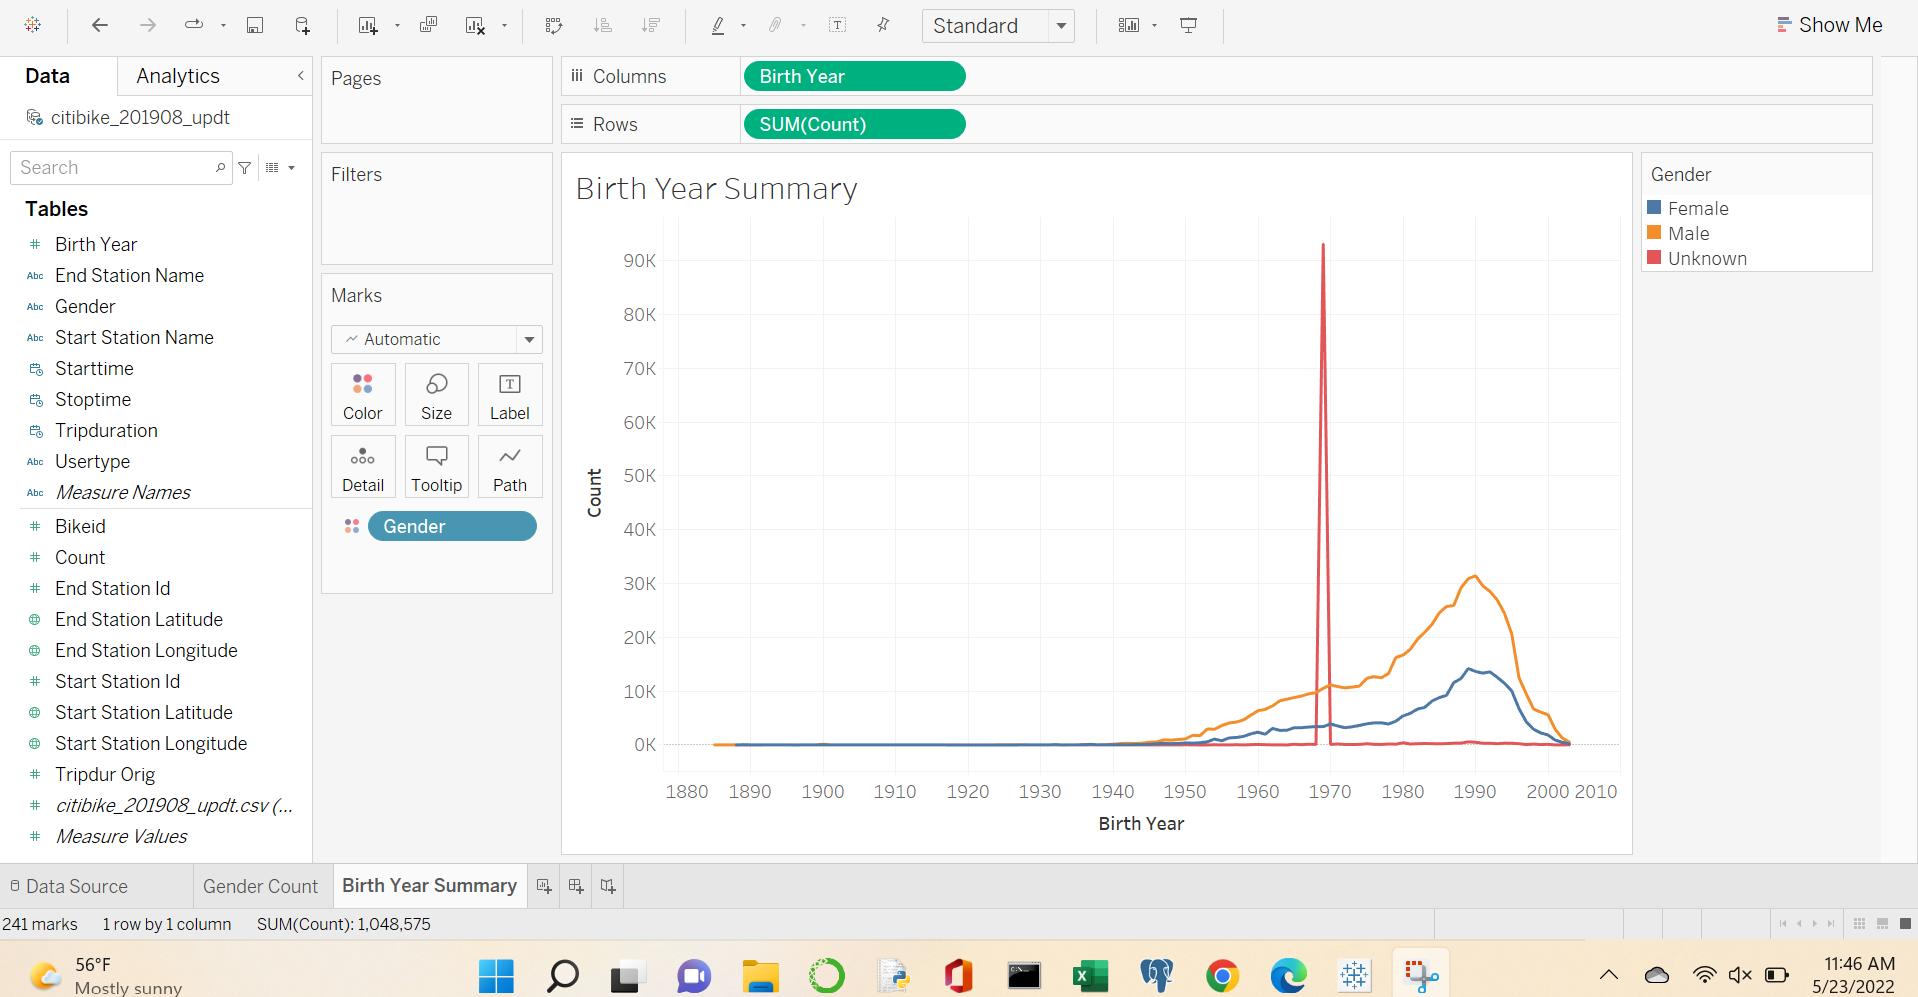 Standard
Show Me
Data
Analytics
citibike_201908_updt
Search
Tables
Birth Year
Abc End Station Name
Abc Gender
Abc Start Station Name
Starttime
Stoptime
Tripduration
Abc Usertype
Abc Measure Names
Bikeid
Count
End Station Id
End Station Latitude
End Station Longitude
Start Station Id
Start Station Latitude
Start Station Longitude
Tripdur Orig
citibike_201908_updt.csv (...
Measure Values
Pages
Filters
Marks
Automatic
Color
Size
Label
Detail
Tooltip
Path
Gender
Columns
Birth Year
Rows
SUM(Count)
Birth Year Summary
90K
80K
70K
60K
50K
40K
30K
20K
10K
0K
Count
1880 1890 1900 1910 1920 1930 1940 1950 1960 1970 1980 1990 2000 2010
Birth Year
Gender
Female
Male
Unknown
Data Source
Gender Count
Birth Year Summary
241 marks 1 row by 1 column SUM(Count): 1,048,575
56°F
Mostly sunny
11:46 AM
5/23/2022